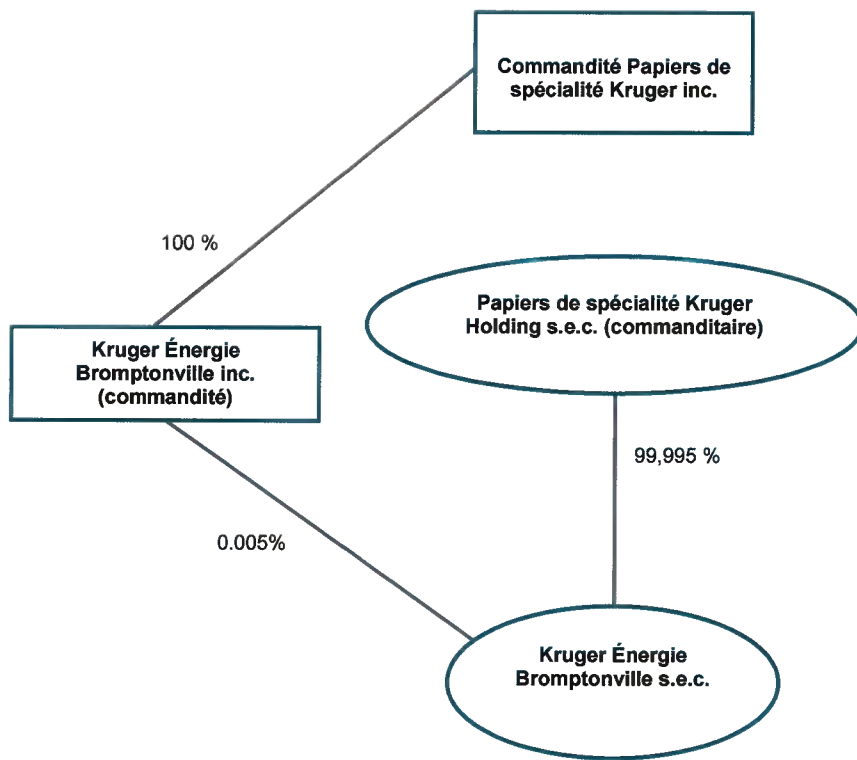 Commandité Papiers de
spécialité Kruger inc.
100 %
Papiers de spécialité Kruger
Holding s.e.c. (commanditaire)
Kruger Énergie
Bromptonville inc.
(commandité)
99,995 %
0.005%
Kruger Énergie
Bromptonville s.e.c.